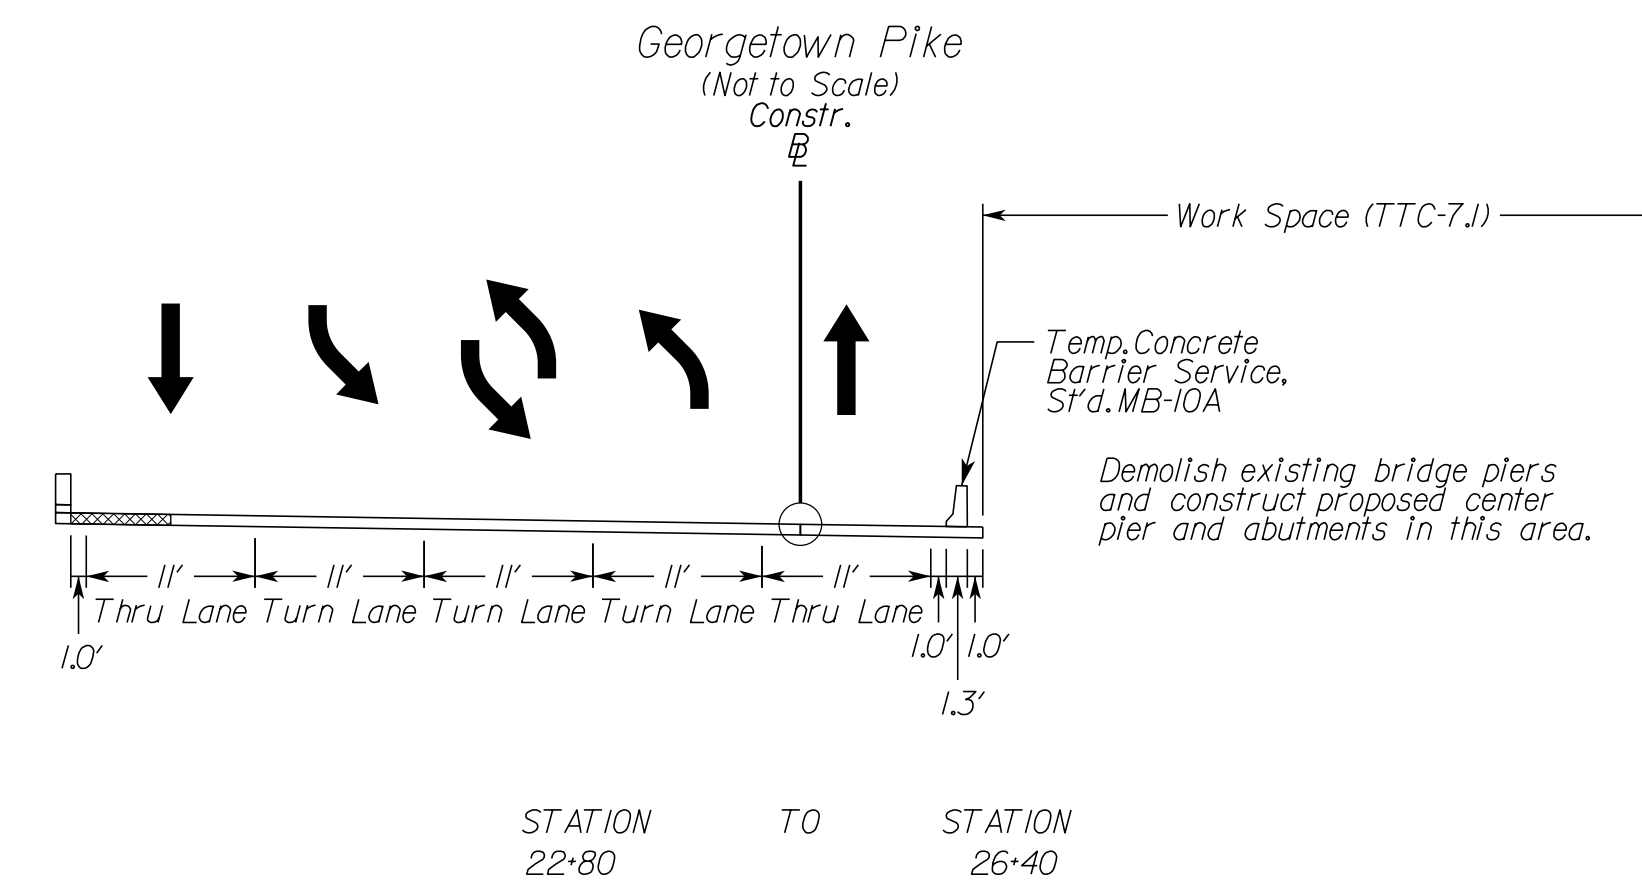 Georgetown Pike
(Not to Scale)
Constr.
BL
Work Space (TTC-7.1)
Temp. Concrete
Barrier Service,
St'd. MB-10A
Demolish existing bridge piers
and construct proposed center
pier and abutments in this area.
11' 11' 11' 11' 11'
Thru Lane Turn Lane Turn Lane Turn Lane Thru Lane
1.0' 1.0' 1.0'
1.3'
STATION TO STATION
22+80 26+40